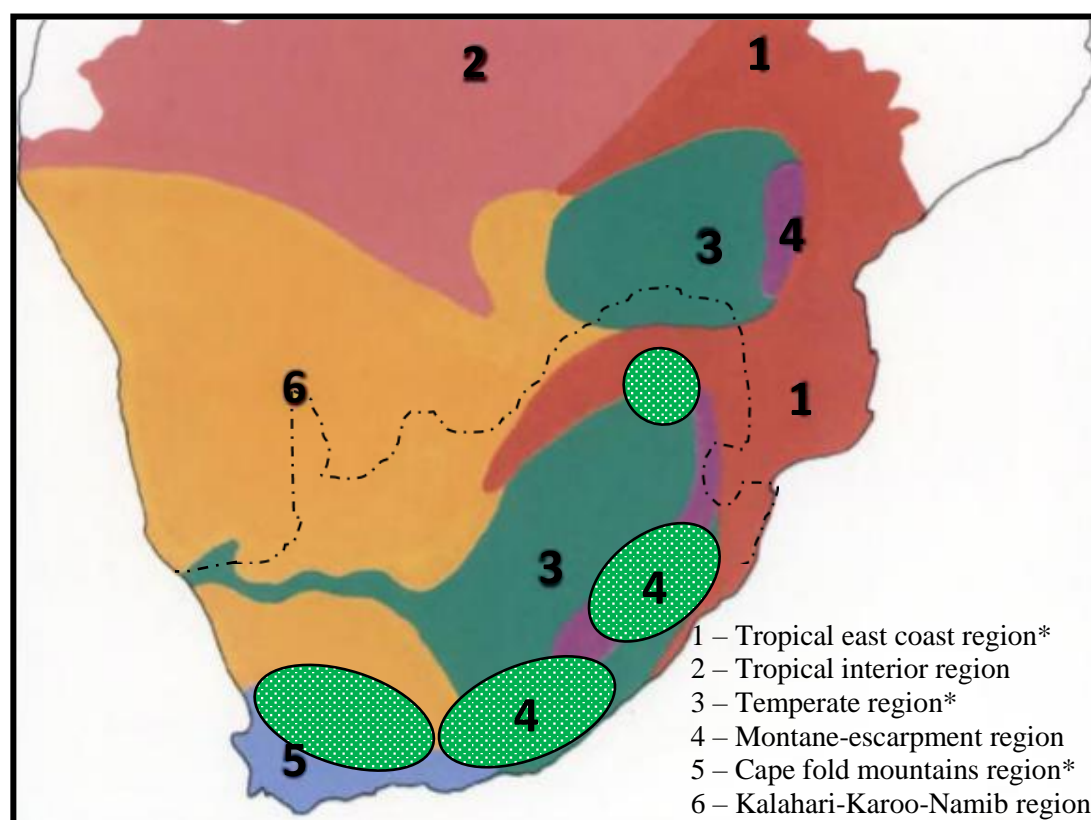 2
1
3
4
6
1
3
4
4
5
1 – Tropical east coast region*
2 – Tropical interior region
3 – Temperate region*
4 – Montane-escarpment region
5 – Cape fold mountains region*
6 – Kalahari-Karoo-Namib region